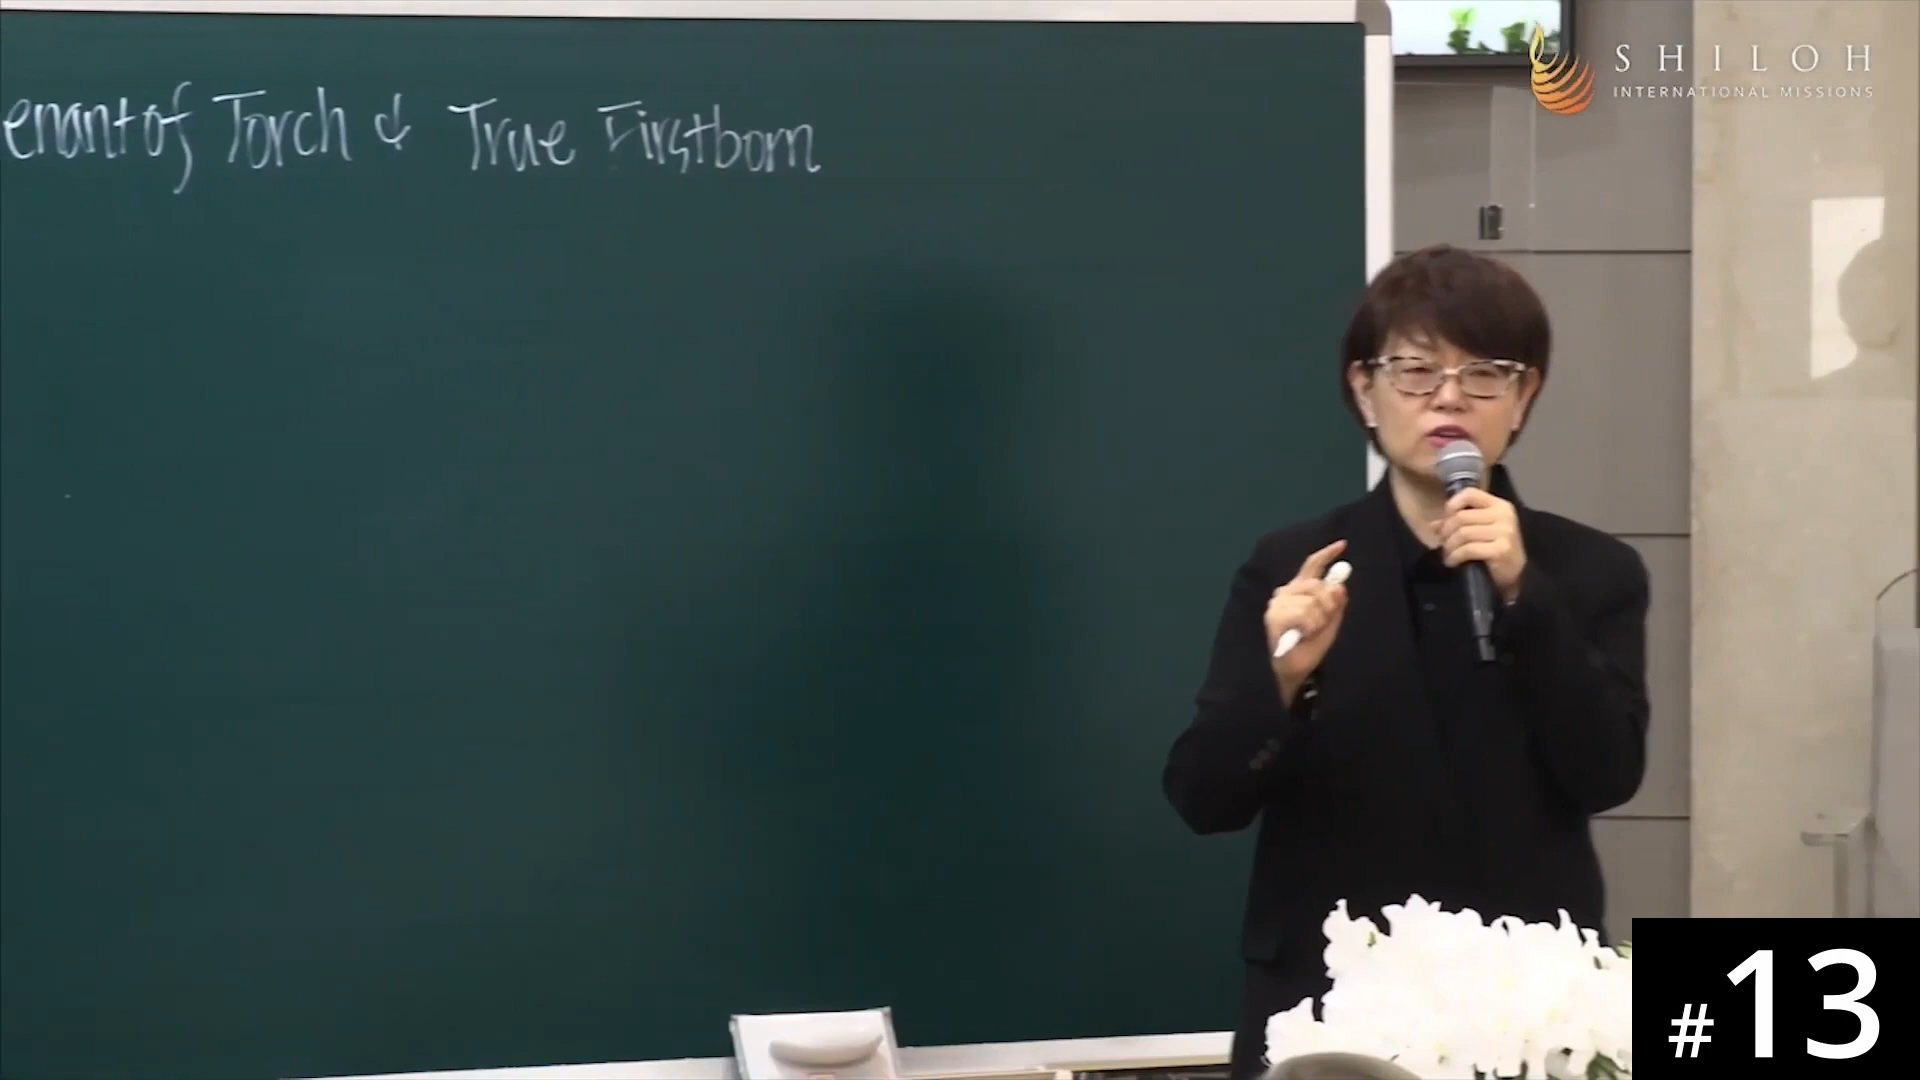 enant of Torch & True Firstborn
SHILOH
INTERNATIONAL MISSIONS
#13